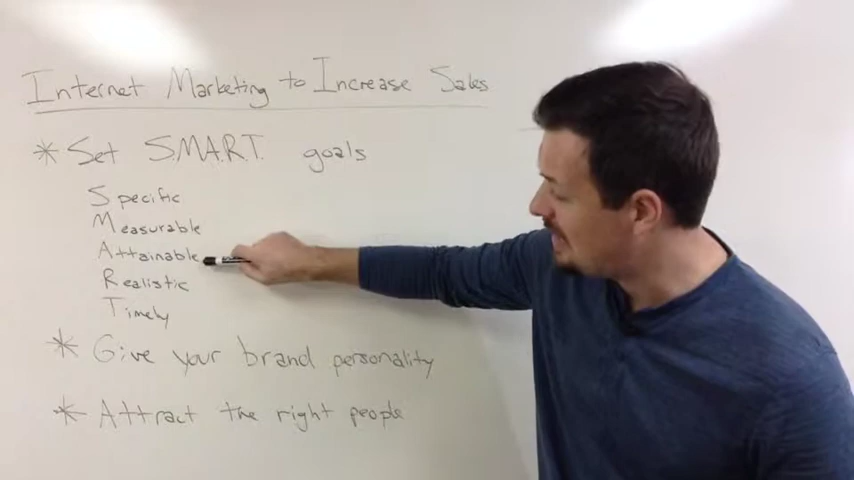 Internet Marketing to Increase Sales
* Set S.M.A.R.T. goals
Specific
Measurable
Attainable
Realistic
Timely
* Give your brand personality
* Attract the right people